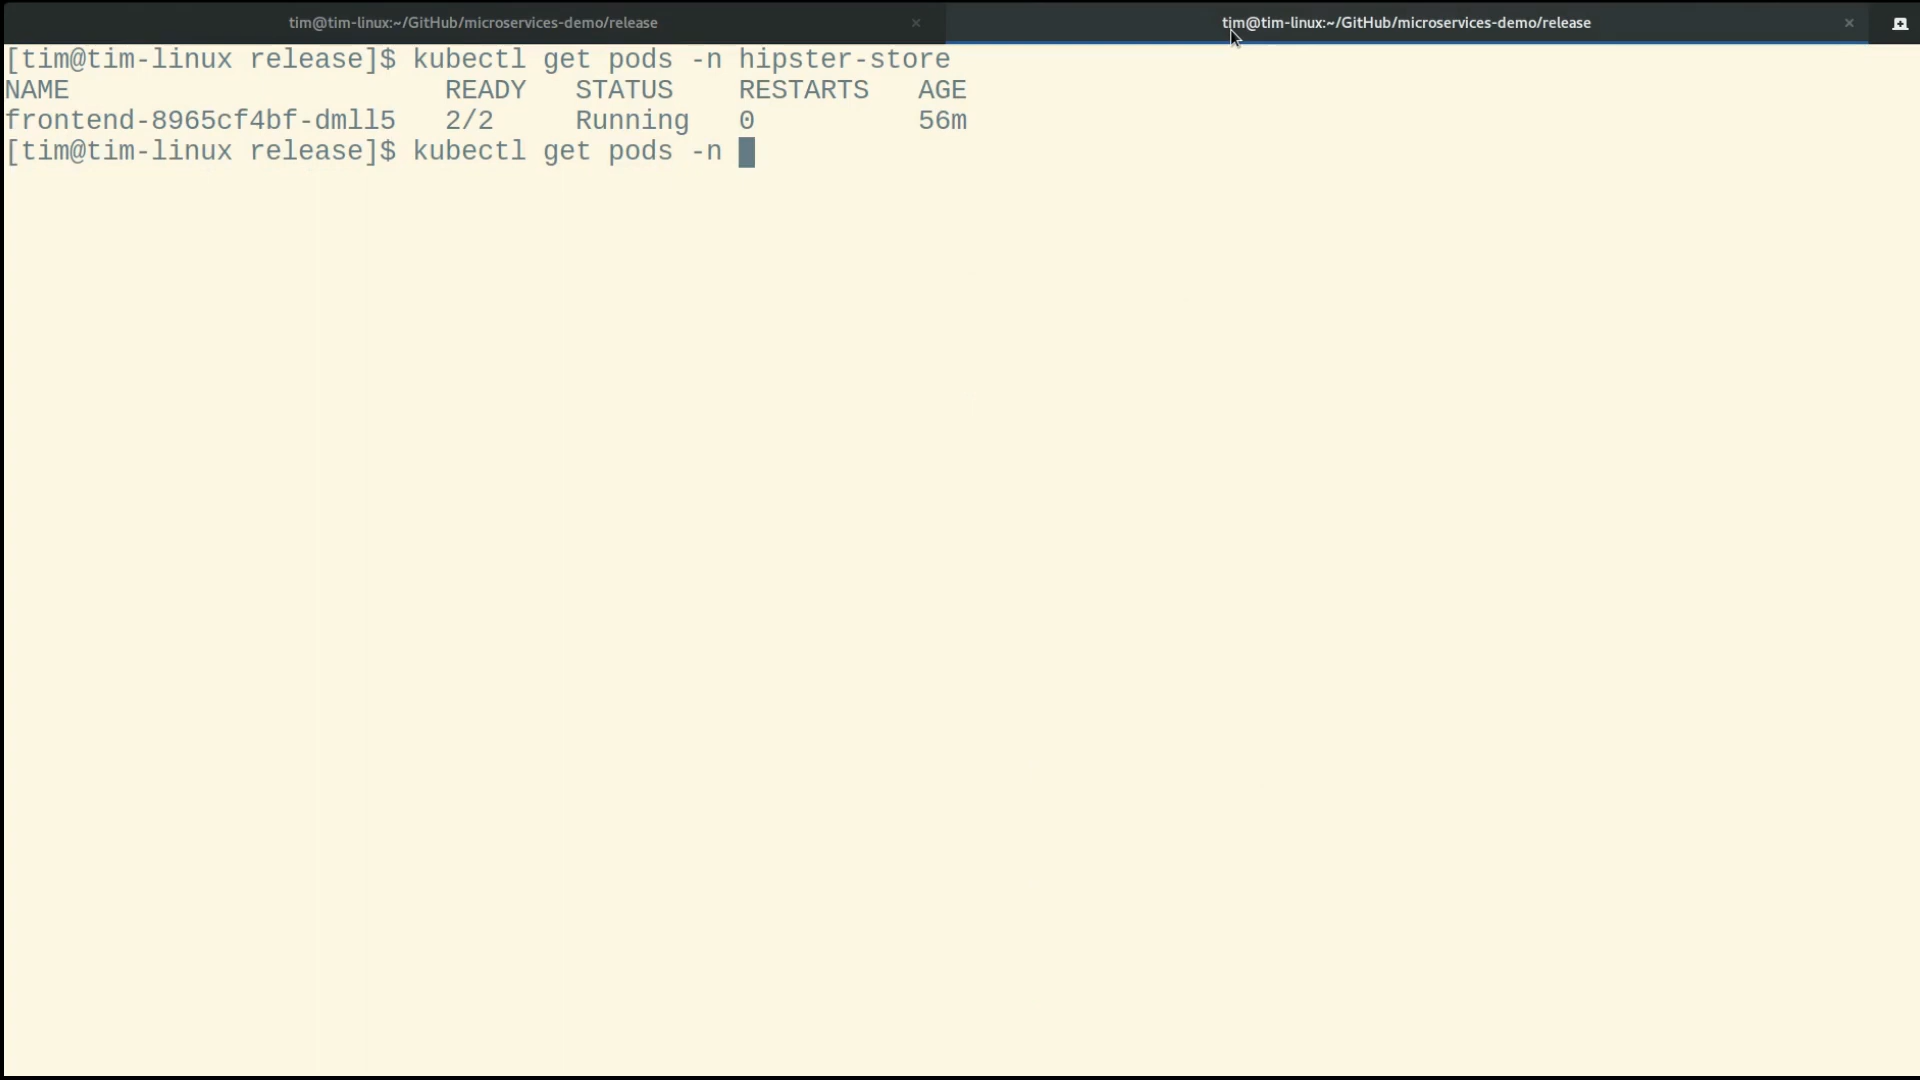 tim@tim-linux:~/GitHub/microservices-demo/release
tim@tim-linux:~/GitHub/microservices-demo/release
[tim@tim-linux release]$ kubectl get pods -n hipster-store
NAME READY STATUS RESTARTS AGE
frontend-8965cf4bf-dmll5 2/2 Running 0 56m
[tim@tim-linux release]$ kubectl get pods -n